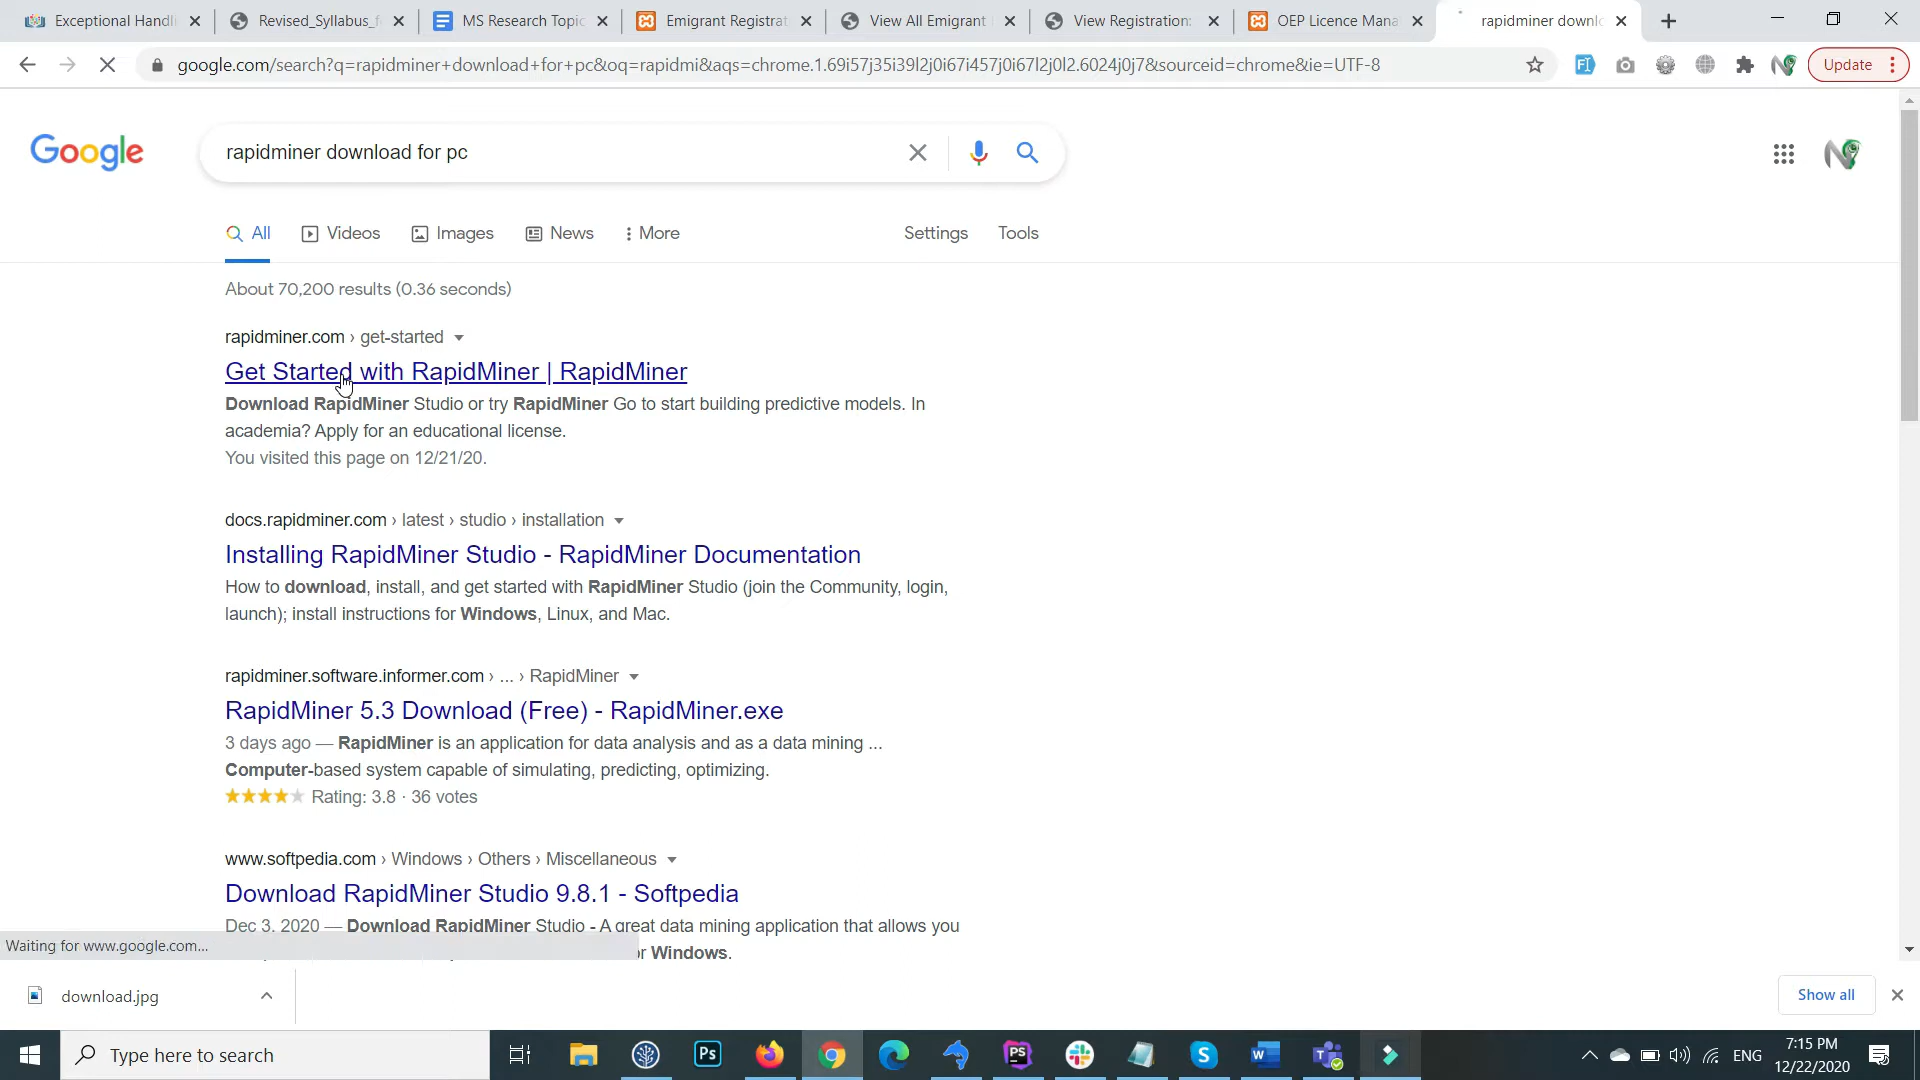 Exceptional Handli
Revised_Syllabus_f
MS Research Topic
Emigrant Registrat
View All Emigrant
View Registration:
OEP Licence Mana
rapidminer downlo
google.com/search?q=rapidminer+download+for+pc&oq=rapidmi&aqs=chrome.1.69i57j35i39l2j0i67i457j0i67l2j0l2.6024j0j7&sourceid=chrome&ie=UTF-8
Update
Google
rapidminer download for pc
All
Videos
Images
News
More
Settings
Tools
About 70,200 results (0.36 seconds)
rapidminer.com › get-started
Get Started with RapidMiner | RapidMiner
Download RapidMiner Studio or try RapidMiner Go to start building predictive models. In
academia? Apply for an educational license.
You visited this page on 12/21/20.
docs.rapidminer.com › latest › studio › installation
Installing RapidMiner Studio - RapidMiner Documentation
How to download, install, and get started with RapidMiner Studio (join the Community, login,
launch); install instructions for Windows, Linux, and Mac.
rapidminer.software.informer.com › ... › RapidMiner
RapidMiner 5.3 Download (Free) - RapidMiner.exe
3 days ago — RapidMiner is an application for data analysis and as a data mining ...
Computer-based system capable of simulating, predicting, optimizing.
Rating: 3.8 · 36 votes
www.softpedia.com › Windows › Others › Miscellaneous
Download RapidMiner Studio 9.8.1 - Softpedia
Dec 3, 2020 — Download RapidMiner Studio - A great data mining application that allows you
Windows.
Waiting for www.google.com...
download.jpg
Show all
Type here to search
Ps
PS
ENG
7:15 PM
12/22/2020